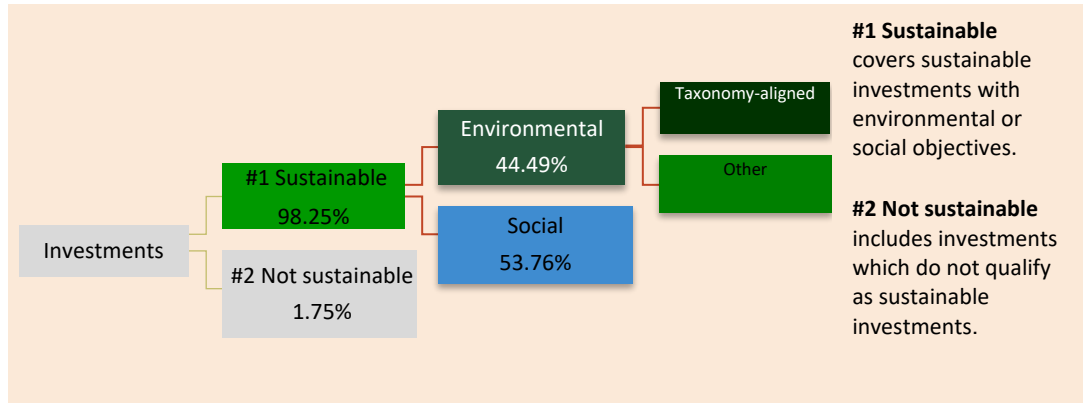 Investments
#1 Sustainable
98.25%
#2 Not sustainable
1.75%
Environmental
44.49%
Social
53.76%
Taxonomy-aligned
Other
#1 Sustainable
covers sustainable
investments with
environmental or
social objectives.
#2 Not sustainable
includes investments
which do not qualify
as sustainable
investments.